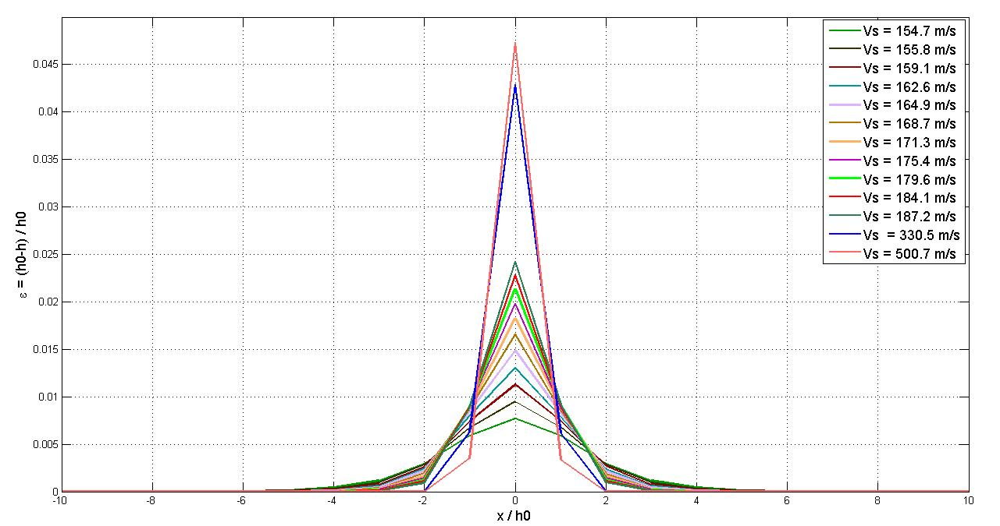 Vs = 154.7 m/s
Vs = 155.8 m/s
Vs = 159.1 m/s
Vs = 162.6 m/s
Vs = 164.9 m/s
Vs = 168.7 m/s
Vs = 171.3 m/s
Vs = 175.4 m/s
Vs = 179.6 m/s
Vs = 184.1 m/s
Vs = 187.2 m/s
Vs  = 330.5 m/s
Vs = 500.7 m/s
0.045
0.04
0.035
0.03
0.025
0.02
0.015
0.01
0.005
0
ε = (h0-h) / h0
-10 -8 -6 -4 -2 0 2 4 6 8 10
x / h0